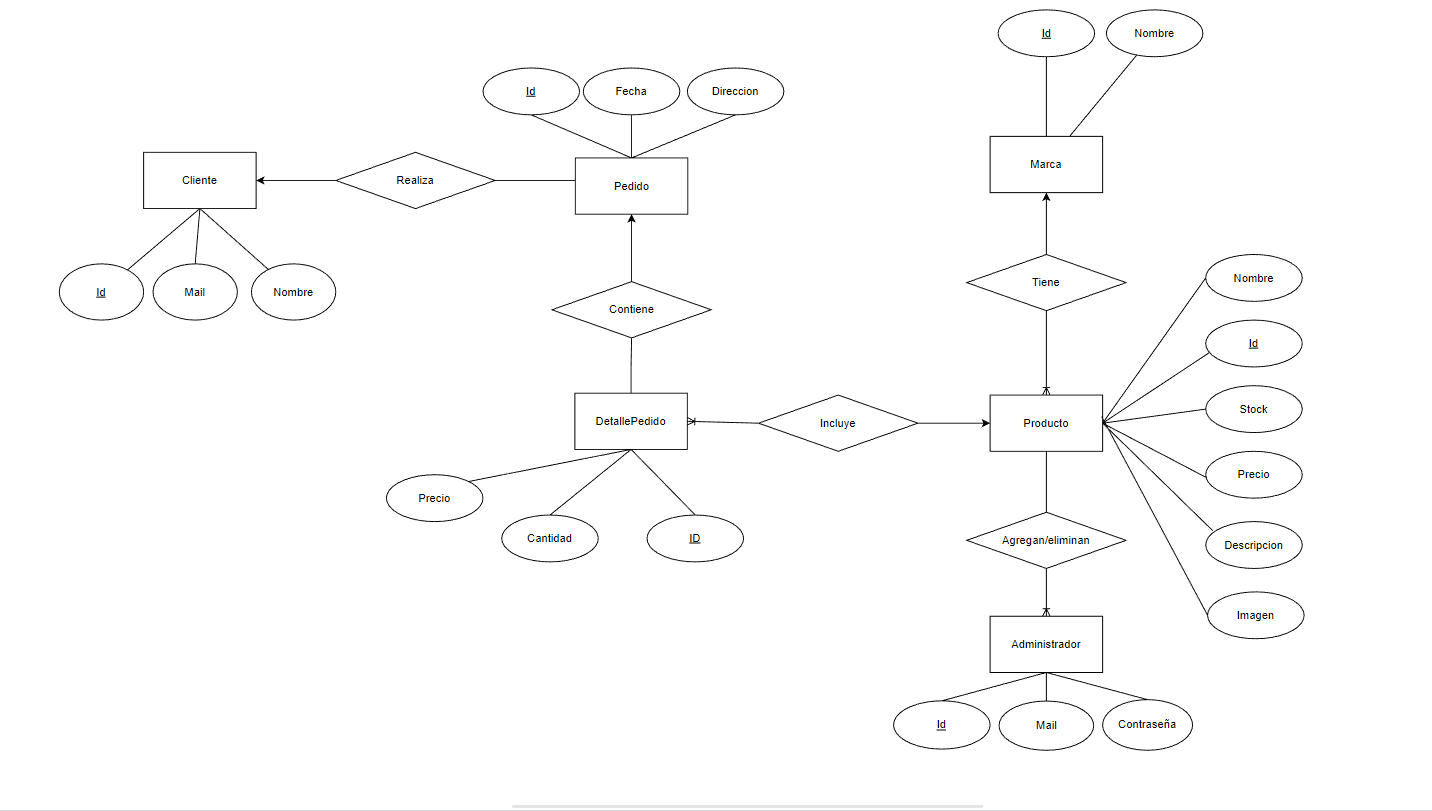 Id
Nombre
Id
Fecha
Direccion
Marca
Cliente
Realiza
Pedido
Id
Mail
Nombre
Contiene
Tiene
Nombre
Id
Stock
DetallePedido
Incluye
Producto
Precio
Precio
Cantidad
ID
Agregan/eliminan
Descripcion
Imagen
Administrador
Id
Mail
Contraseña